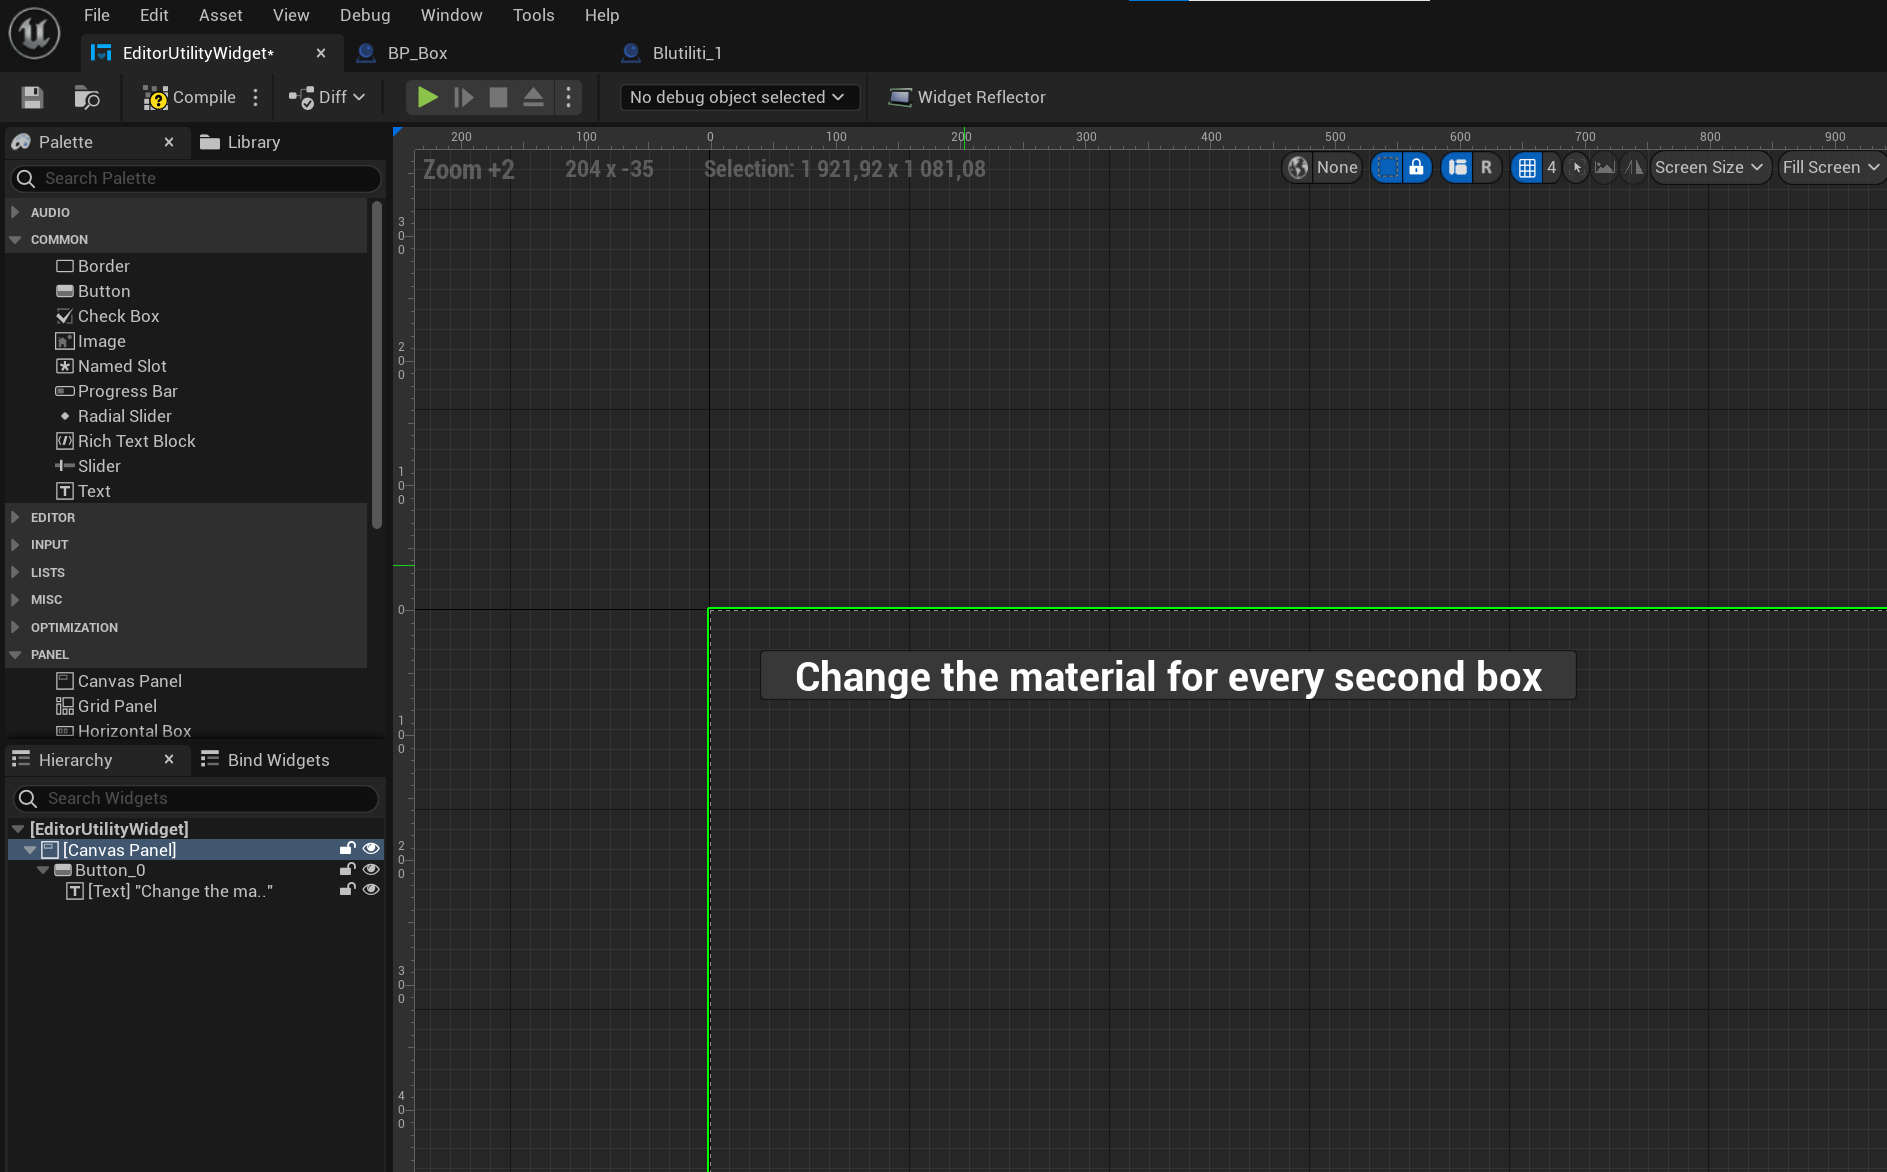 File Edit Asset View Debug Window Tools Help
EditorUtilityWidget* BP_Box Blutiliti_1
Compile Diff No debug object selected Widget Reflector
Palette Library
Search Palette
AUDIO
COMMON
Border
Button
Check Box
Image
Named Slot
Progress Bar
Radial Slider
Rich Text Block
Slider
Text
EDITOR
INPUT
LISTS
MISC
OPTIMIZATION
PANEL
Canvas Panel
Grid Panel
Horizontal Box
Hierarchy Bind Widgets
Search Widgets
[EditorUtilityWidget]
[Canvas Panel]
Button_0
[Text] "Change the ma.."
200 100 0 100 200 300 400 500 600 700 800 900
Zoom +2 204 x -35 Selection: 1 921,92 x 1 081,08 None R 4 Screen Size Fill Screen
300
200
100
0
100
200
300
400
Change the material for every second box